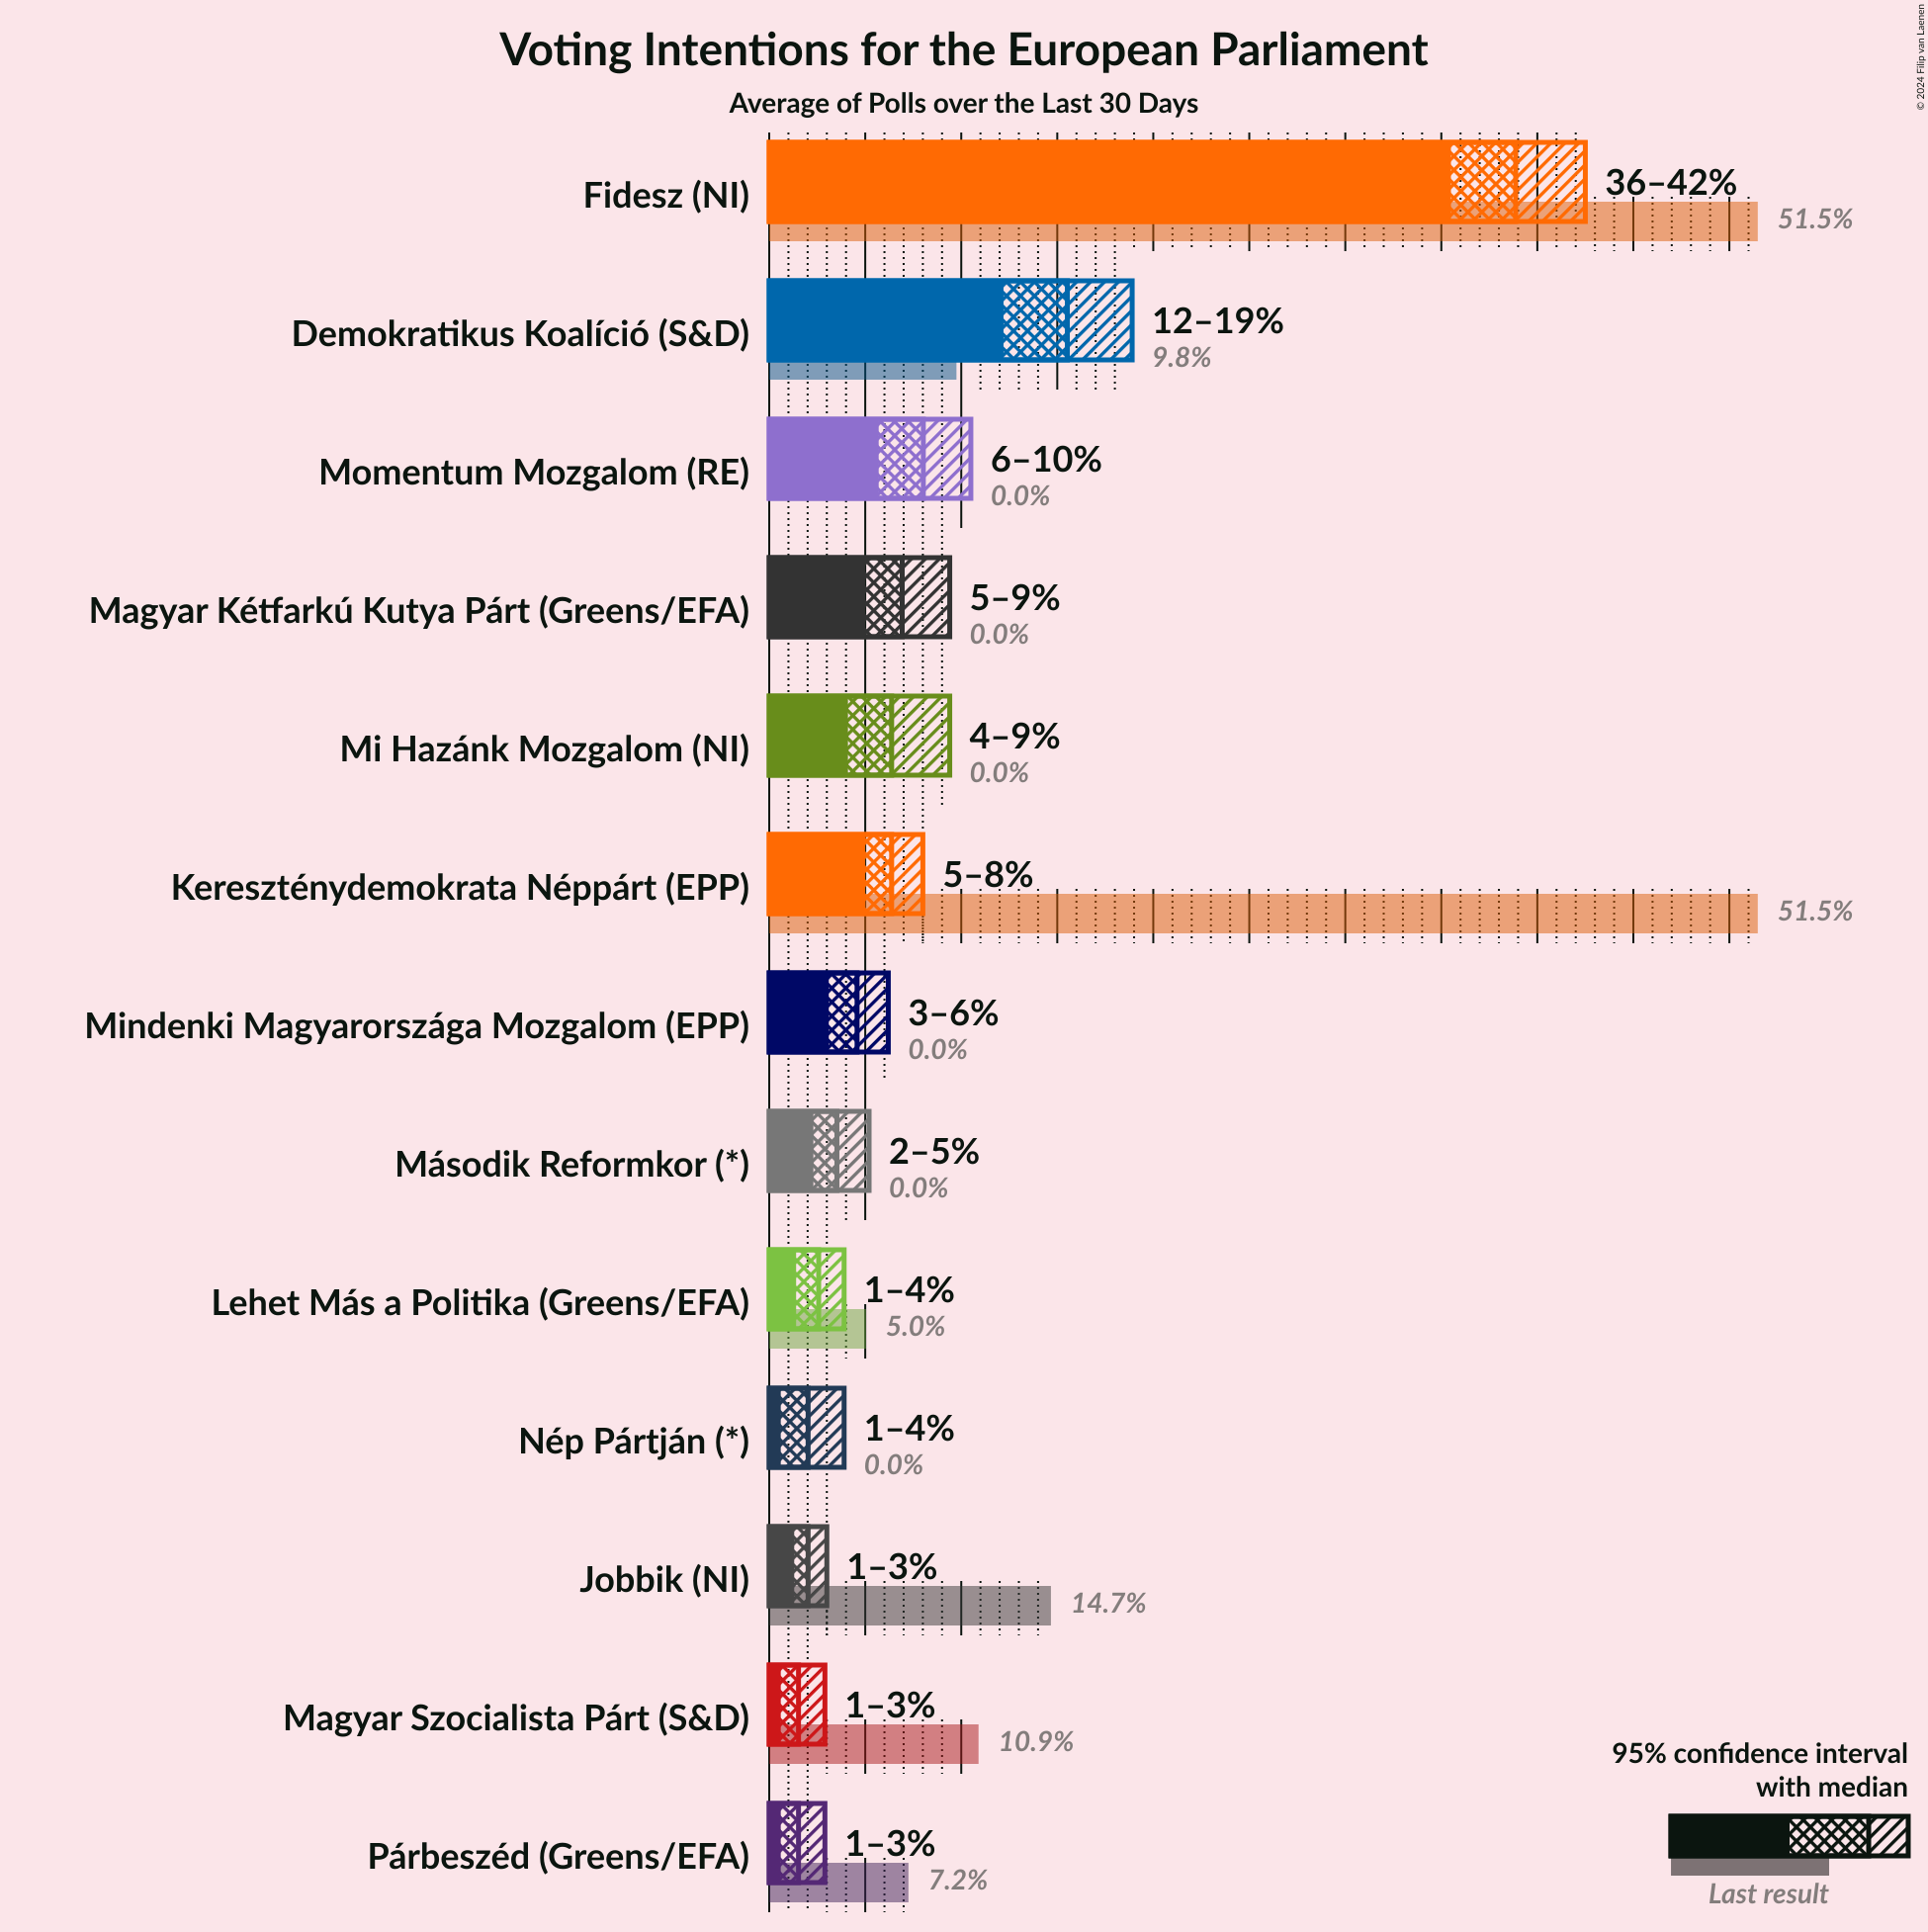 © 2024 Filip van Laenen
Voting Intentions for the European Parliament
Average of Polls over the Last 30 Days
Fidesz (NI)
36–42%
51.5%
Demokratikus Koalíció (S&D)
12–19%
9.8%
Momentum Mozgalom (RE)
6–10%
0.0%
Magyar Kétfarkú Kutya Párt (Greens/EFA)
5–9%
0.0%
Mi Hazánk Mozgalom (NI)
4–9%
0.0%
Kereszténydemokrata Néppárt (EPP)
5–8%
51.5%
Mindenki Magyarországa Mozgalom (EPP)
3–6%
0.0%
Második Reformkor (*)
2–5%
0.0%
Lehet Más a Politika (Greens/EFA)
1–4%
5.0%
Nép Pártján (*)
1–4%
0.0%
Jobbik (NI)
1–3%
14.7%
Magyar Szocialista Párt (S&D)
1–3%
10.9%
Párbeszéd (Greens/EFA)
1–3%
7.2%
95% confidence interval
with median
Last result